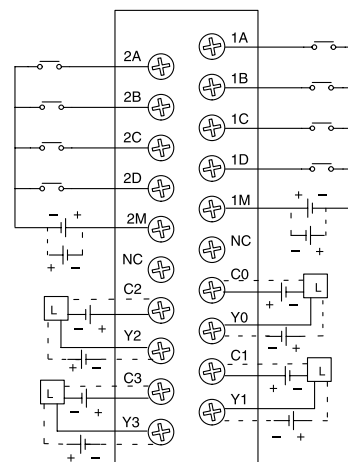 1A
2A
1B
2B
1C
2C
1D
2D
1M
- +
+ -
2M
- +
+ -
NC
NC
C2
C0
+ -
L
L
- +
Y2
Y0
+ -
- +
C3
C1
+ -
L
L
- +
Y3
Y1
+ -
- +